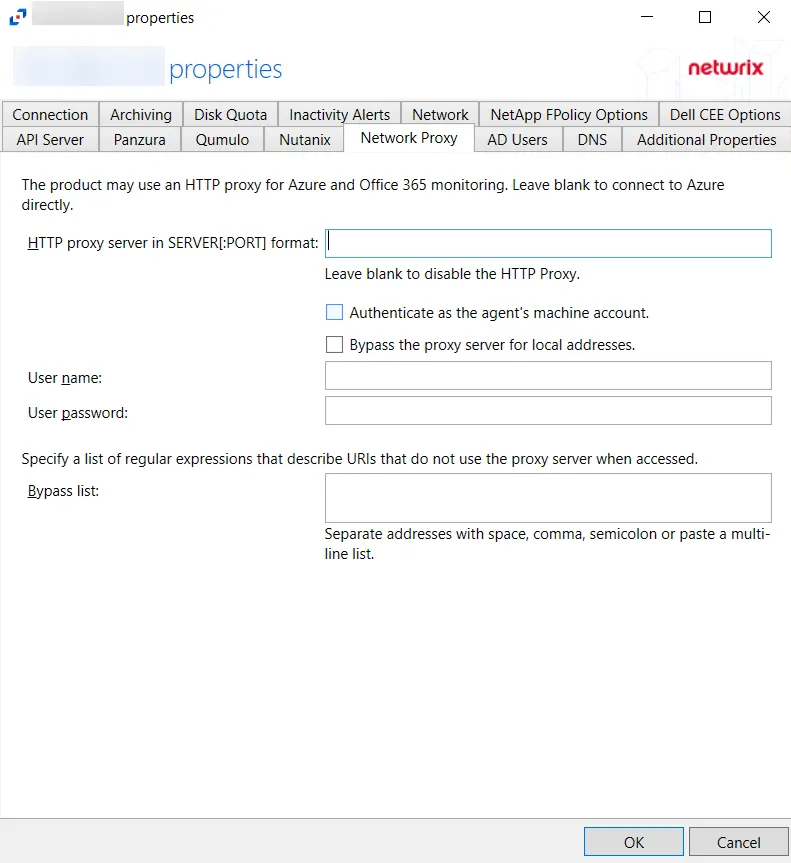 properties
properties
netwrix
Connection Archiving Disk Quota Inactivity Alerts Network NetApp FPolicy Options Dell CEE Options
API Server Panzura Qumulo Nutanix Network Proxy AD Users DNS Additional Properties
The product may use an HTTP proxy for Azure and Office 365 monitoring. Leave blank to connect to Azure
directly.
HTTP proxy server in SERVER[:PORT] format:
Leave blank to disable the HTTP Proxy.
Authenticate as the agent's machine account.
Bypass the proxy server for local addresses.
User name:
User password:
Specify a list of regular expressions that describe URIs that do not use the proxy server when accessed.
Bypass list:
Separate addresses with space, comma, semicolon or paste a multi-
line list.
OK Cancel